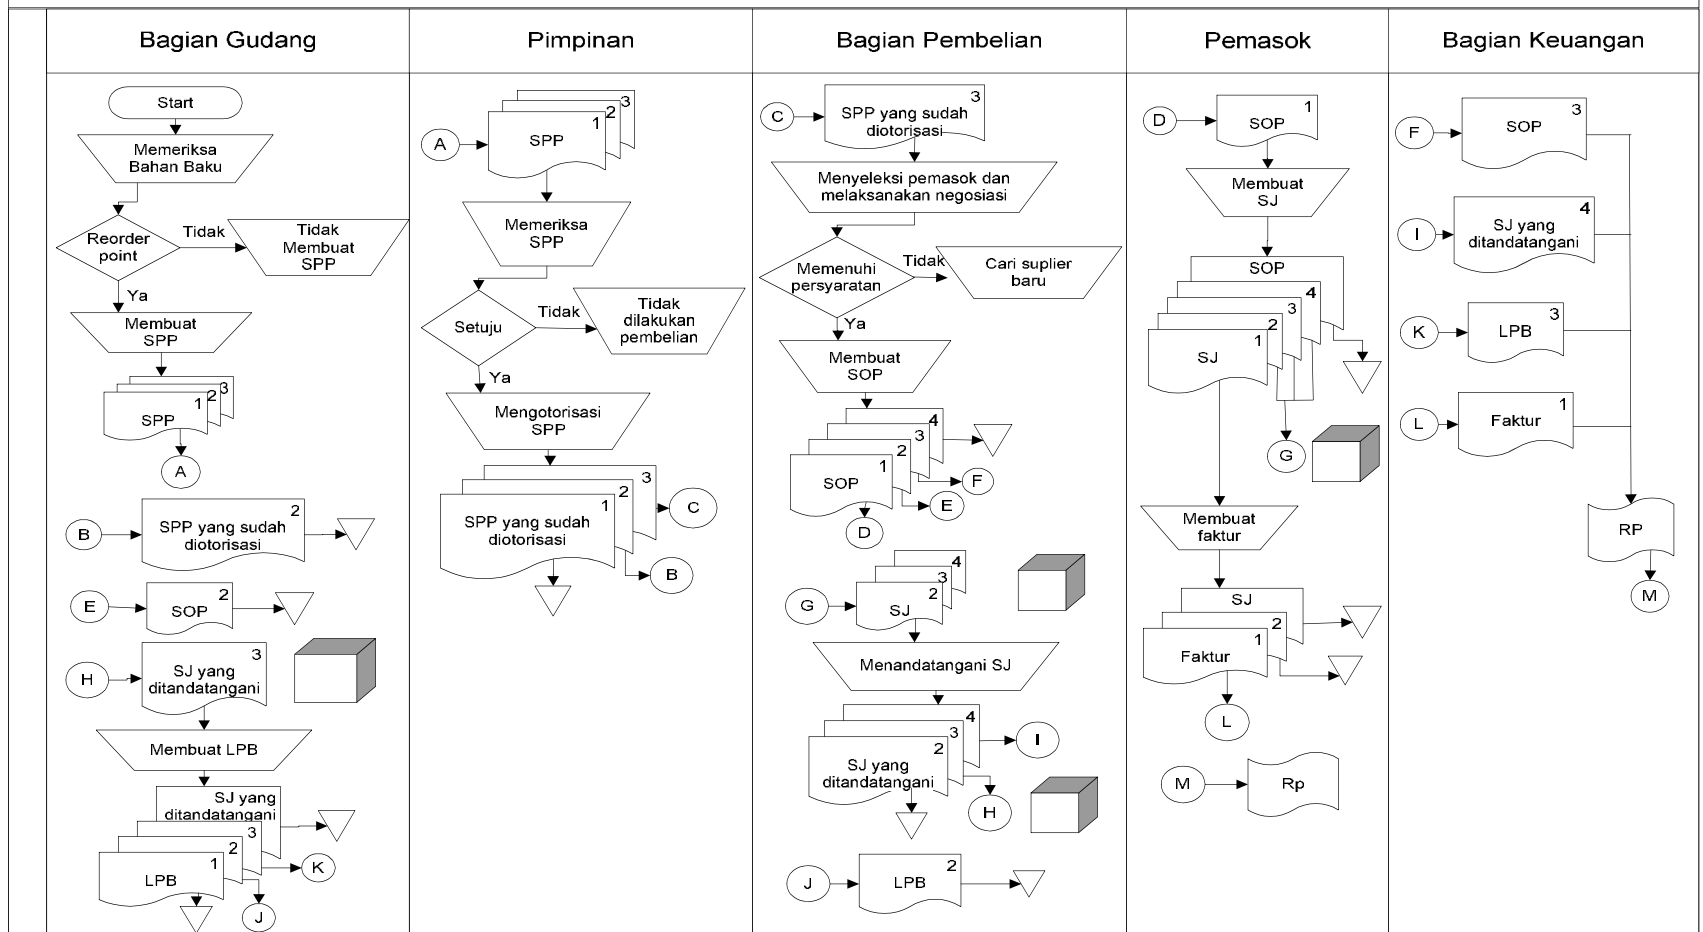 Bagian Gudang
Pimpinan
Bagian Pembelian
Pemasok
Bagian Keuangan
Start
Memeriksa
Bahan Baku
Reorder
point
Tidak
Tidak
Membuat
SPP
Ya
Membuat
SPP
3
2
1
SPP
A
B
2
SPP yang sudah
diotorisasi
E
2
SOP
H
3
SJ yang
ditandatangani
Membuat LPB
SJ yang
ditandatangani
3
2
1
LPB
K
J
A
3
2
1
SPP
Memeriksa
SPP
Setuju
Tidak
Tidak
dilakukan
pembelian
Ya
Mengotorisasi
SPP
3
2
1
SPP yang sudah
diotorisasi
C
B
C
3
SPP yang sudah
diotorisasi
Menyeleksi pemasok dan
melaksanakan negosiasi
Memenuhi
persyaratan
Tidak
Cari suplier
baru
Ya
Membuat
SOP
4
3
2
1
SOP
F
E
D
G
4
3
2
SJ
Menandatangani SJ
4
3
2
SJ yang
ditandatangani
I
H
J
2
LPB
D
1
SOP
Membuat
SJ
SOP
4
3
2
1
SJ
G
Membuat
faktur
SJ
2
1
Faktur
L
M
Rp
F
3
SOP
I
4
SJ yang
ditandatangani
K
3
LPB
L
1
Faktur
RP
M